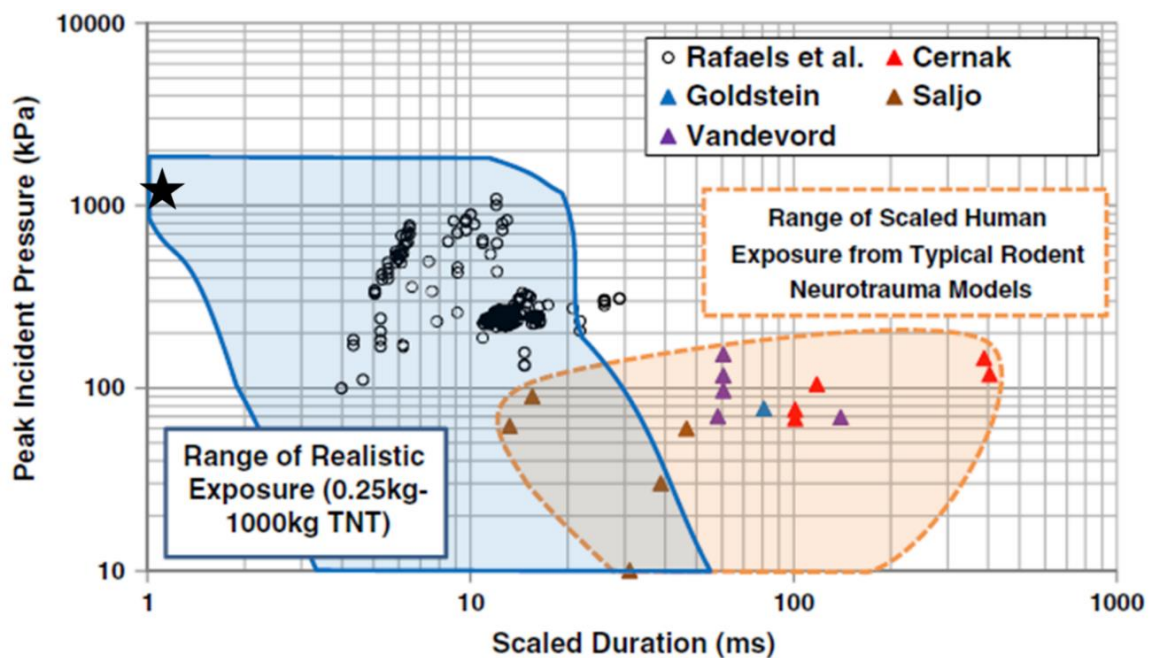 10000
1000
100
10
Peak Incident Pressure (kPa)
Rafaels et al.
Cernak
Goldstein
Saljo
Vandevord
Range of Scaled Human
Exposure from Typical Rodent
Neurotrauma Models
Range of Realistic
Exposure (0.25kg-
1000kg TNT)
1
10
100
1000
Scaled Duration (ms)